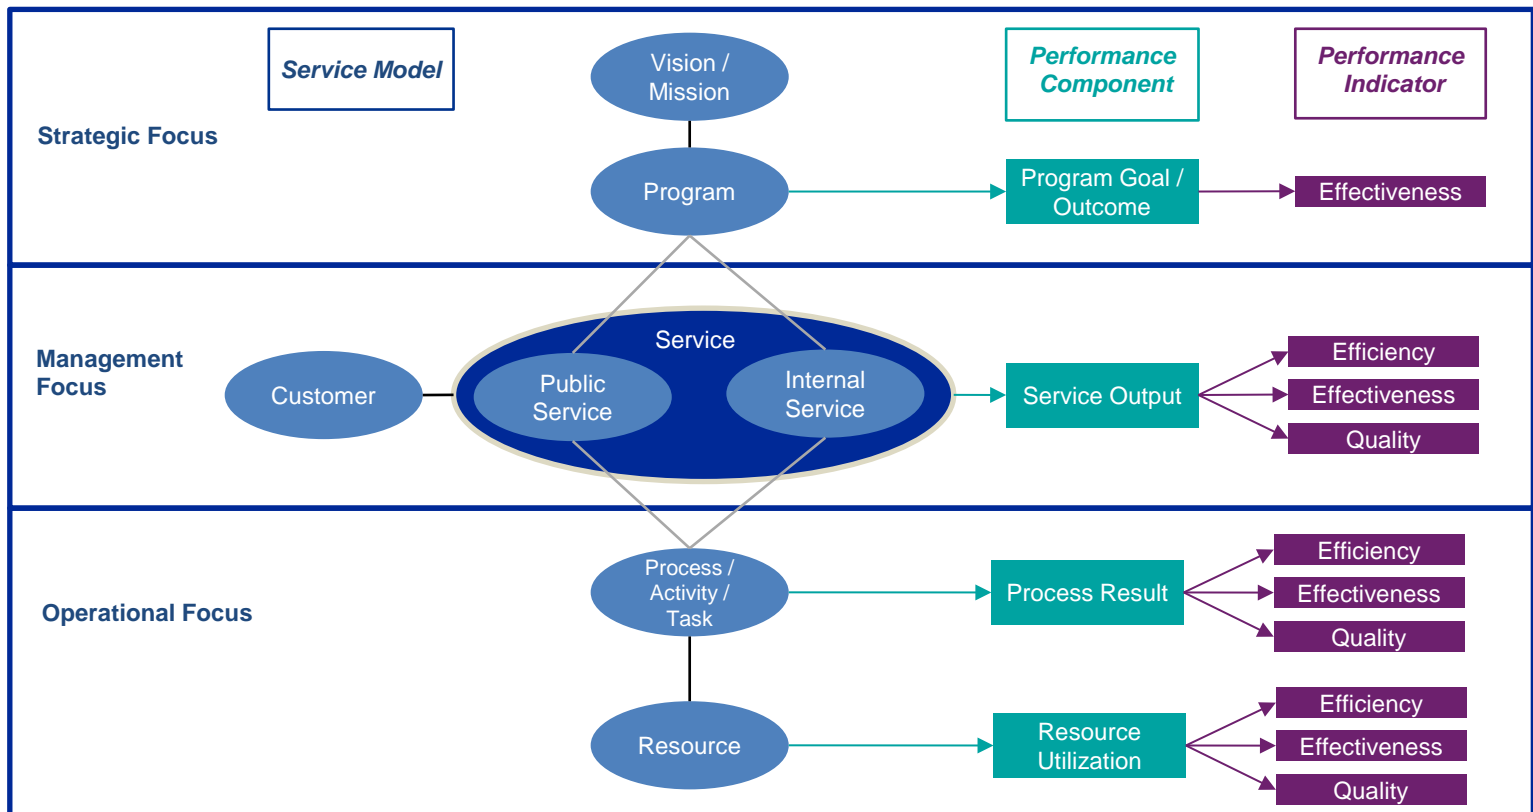 Service Model
Vision /
Mission
Performance
Component
Performance
Indicator
Strategic Focus
Program
Program Goal /
Outcome
Effectiveness
Management
Focus
Customer
Service
Public
Service
Internal
Service
Service Output
Efficiency
Effectiveness
Quality
Operational Focus
Process /
Activity /
Task
Process Result
Efficiency
Effectiveness
Quality
Resource
Resource
Utilization
Efficiency
Effectiveness
Quality